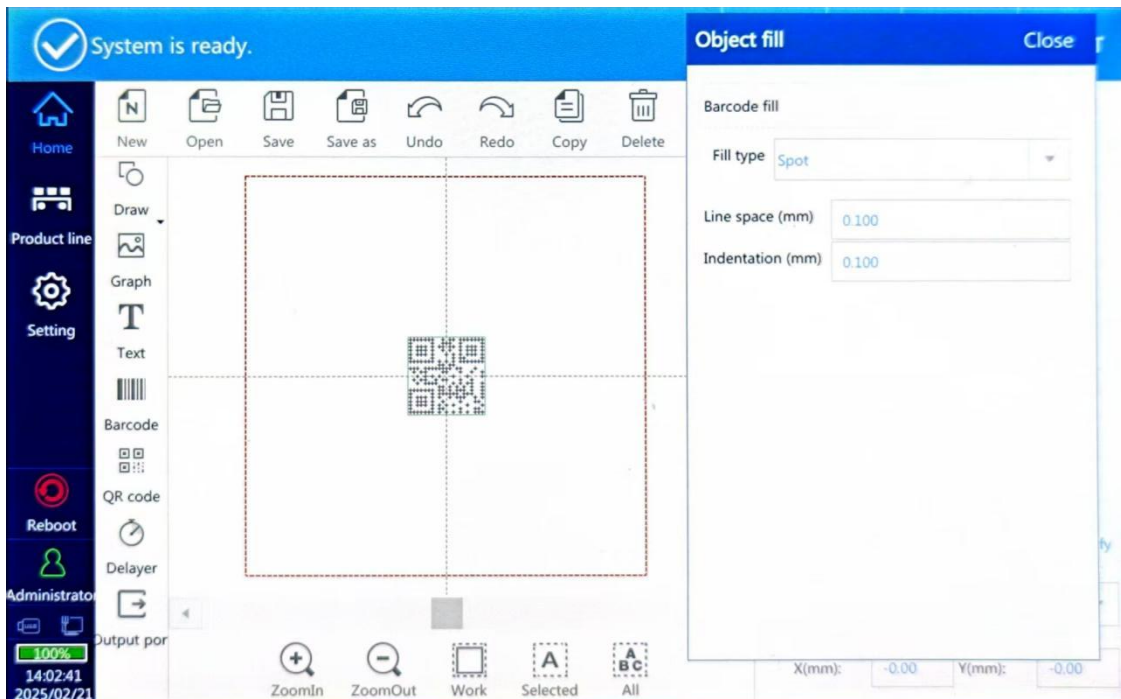 System is ready.
Object fill
Close
Home
Product line
Setting
Reboot
Administrato
100%
14:02:41
2025/02/21
New
Open
Save
Save as
Undo
Redo
Copy
Delete
Draw
Graph
Text
Barcode
QR code
Delayer
Output por
Barcode fill
Fill type
Spot
Line space (mm)
0.100
Indentation (mm)
0.100
ZoomIn
ZoomOut
Work
Selected
All
X(mm):
-0.00
Y(mm):
-0.00